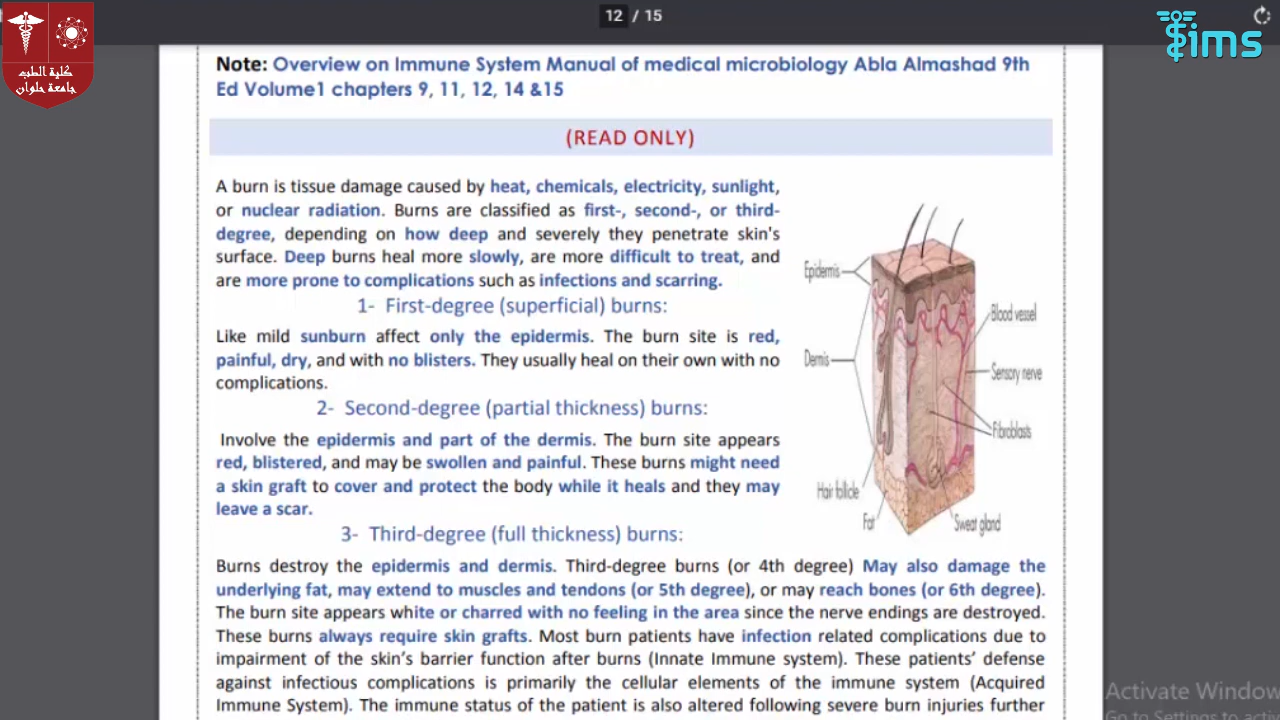 12 / 15
كلية الطب
جامعة حلوان
ims
Note: Overview on Immune System Manual of medical microbiology Abla Almashad 9th
Ed Volume1 chapters 9, 11, 12, 14 &15
(READ ONLY)
A burn is tissue damage caused by heat, chemicals, electricity, sunlight,
or nuclear radiation. Burns are classified as first-, second-, or third-
degree, depending on how deep and severely they penetrate skin's
surface. Deep burns heal more slowly, are more difficult to treat, and
are more prone to complications such as infections and scarring.
1- First-degree (superficial) burns:
Like mild sunburn affect only the epidermis. The burn site is red,
painful, dry, and with no blisters. They usually heal on their own with no
complications.
2- Second-degree (partial thickness) burns:
Involve the epidermis and part of the dermis. The burn site appears
red, blistered, and may be swollen and painful. These burns might need
a skin graft to cover and protect the body while it heals and they may
leave a scar.
Epidermis
Blood vessel
Dermis
Sensory nerve
Fibroblasts
Hair follicle
Fat
Sweat gland
3- Third-degree (full thickness) burns:
Burns destroy the epidermis and dermis. Third-degree burns (or 4th degree) May also damage the
underlying fat, may extend to muscles and tendons (or 5th degree), or may reach bones (or 6th degree).
The burn site appears white or charred with no feeling in the area since the nerve endings are destroyed.
These burns always require skin grafts. Most burn patients have infection related complications due to
impairment of the skin's barrier function after burns (Innate Immune system). These patients' defense
against infectious complications is primarily the cellular elements of the immune system (Acquired
Immune System). The immune status of the patient is also altered following severe burn injuries further
Activate Window
Go to Settings to acti